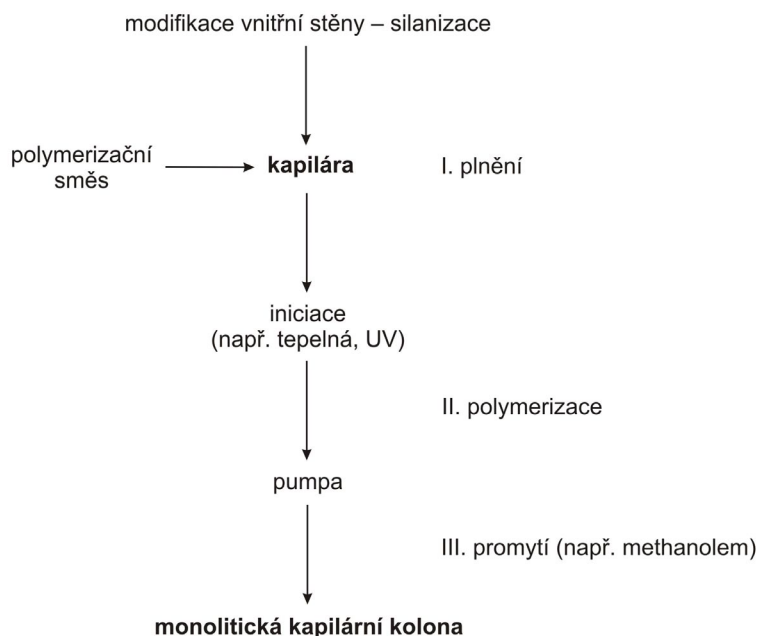 modifikace vnitřní stěny – silanizace
polymerizační
směs
kapilára
I. plnění
iniciace
(např. tepelná, UV)
II. polymerizace
pumpa
III. promytí (např. methanolem)
monolitická kapilární kolona